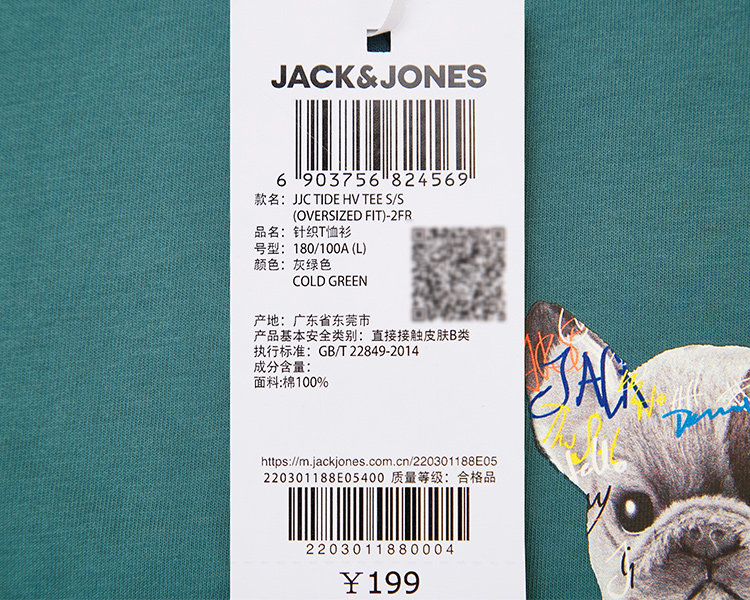 JACK&JONES
6 903756 824569
款名： JJC TIDE HV TEE S/S
(OVERSIZED FIT)-2FR
品名： 针织T恤衫
号型： 180/100A (L)
颜色： 灰绿色
COLD GREEN
产地： 广东省东莞市
产品基本安全类别： 直接接触皮肤B类
执行标准： GB/T 22849-2014
成分含量：
面料:棉100%
https://m.jackjones.com.cn/220301188E05
220301188E05400 质量等级：合格品
2203011880004
￥199
JACK